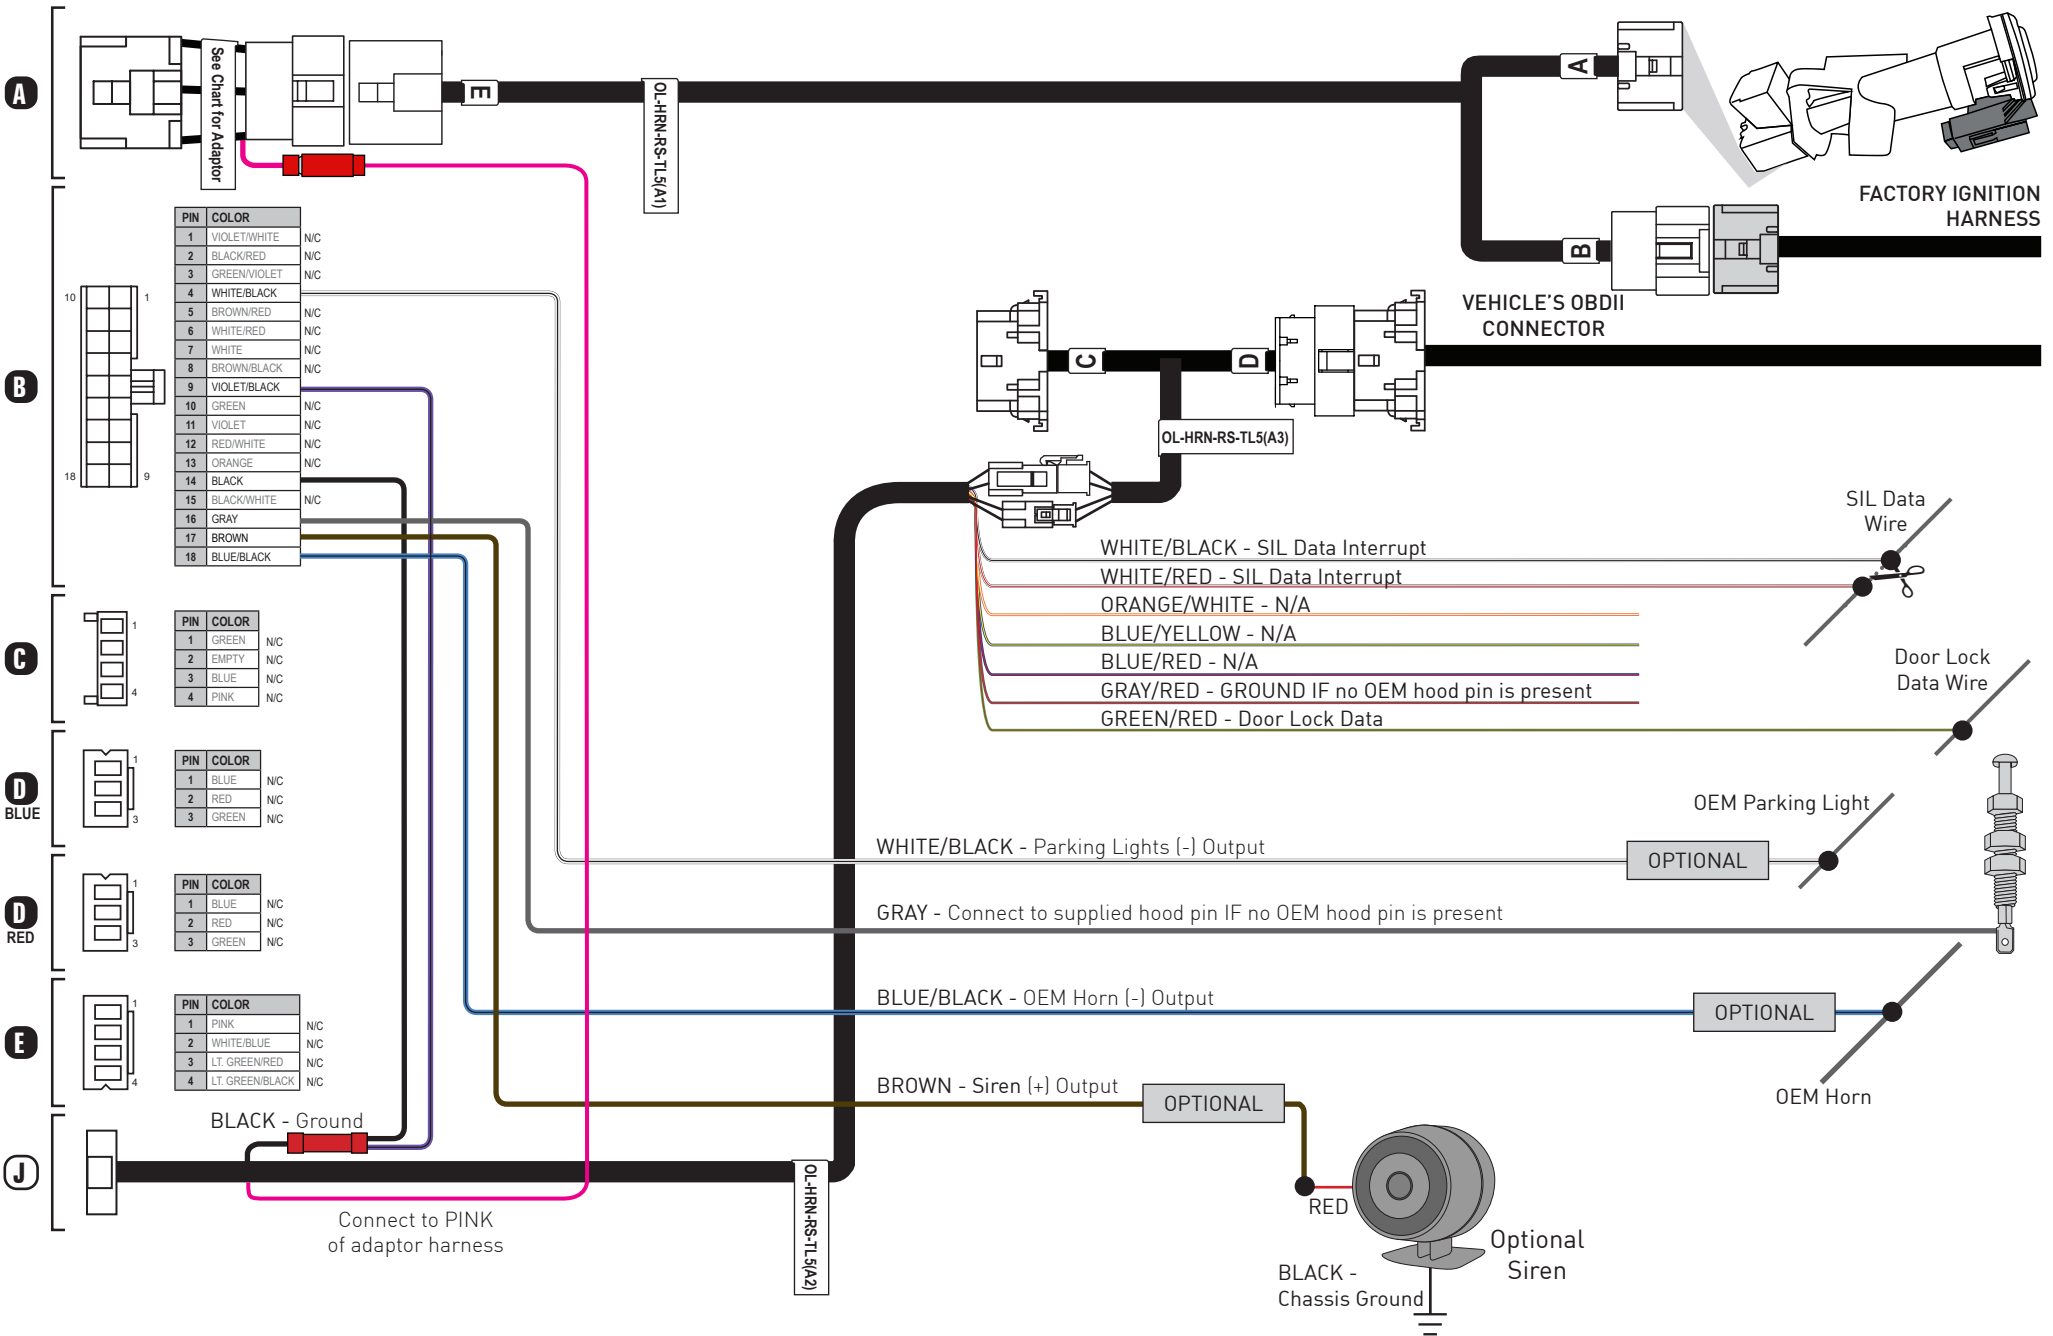 A
See Chart for Adaptor
E
OL-HRN-RS-TL5(A1)
A
B
FACTORY IGNITION
HARNESS
B
10
1
18
9
PIN COLOR
1 VIOLET/WHITE N/C
2 BLACK/RED N/C
3 GREEN/VIOLET N/C
4 WHITE/BLACK
5 BROWN/RED N/C
6 WHITE/RED N/C
7 WHITE N/C
8 BROWN/BLACK N/C
9 VIOLET/BLACK
10 GREEN N/C
11 VIOLET N/C
12 RED/WHITE N/C
13 ORANGE N/C
14 BLACK
15 BLACK/WHITE N/C
16 GRAY
17 BROWN
18 BLUE/BLACK
VEHICLE'S OBDII
CONNECTOR
C
D
OL-HRN-RS-TL5(A3)
SIL Data
Wire
WHITE/BLACK - SIL Data Interrupt
WHITE/RED - SIL Data Interrupt
ORANGE/WHITE - N/A
BLUE/YELLOW - N/A
BLUE/RED - N/A
GRAY/RED - GROUND IF no OEM hood pin is present
GREEN/RED - Door Lock Data
Door Lock
Data Wire
C
1
4
PIN COLOR
1 GREEN N/C
2 EMPTY N/C
3 BLUE N/C
4 PINK N/C
D
BLUE
1
3
PIN COLOR
1 BLUE N/C
2 RED N/C
3 GREEN N/C
OEM Parking Light
WHITE/BLACK - Parking Lights (-) Output
OPTIONAL
D
RED
1
3
PIN COLOR
1 BLUE N/C
2 RED N/C
3 GREEN N/C
GRAY - Connect to supplied hood pin IF no OEM hood pin is present
E
1
4
PIN COLOR
1 PINK N/C
2 WHITE/BLUE N/C
3 LT. GREEN/RED N/C
4 LT. GREEN/BLACK N/C
BLUE/BLACK - OEM Horn (-) Output
OPTIONAL
OEM Horn
BROWN - Siren (+) Output
OPTIONAL
J
BLACK - Ground
Connect to PINK
of adaptor harness
OL-HRN-RS-TL5(A2)
RED
Optional
Siren
BLACK -
Chassis Ground